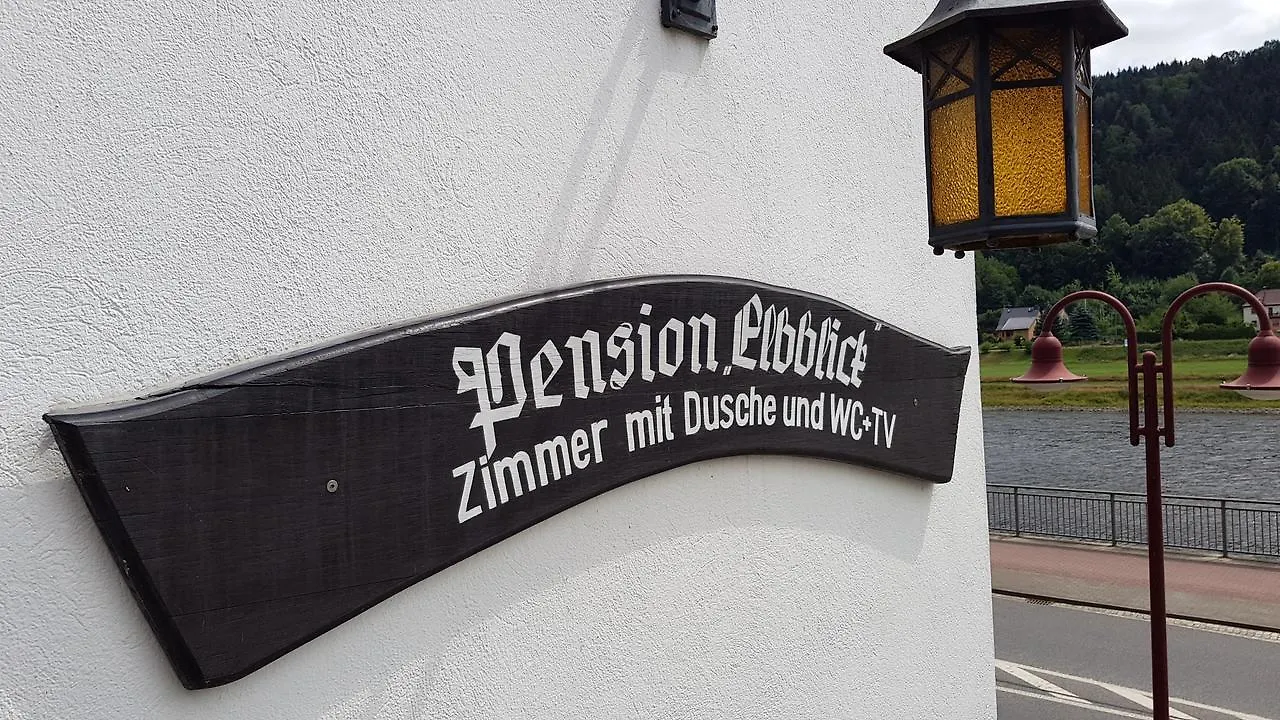 Pension „Elbblick“
Zimmer mit Dusche und WC+TV